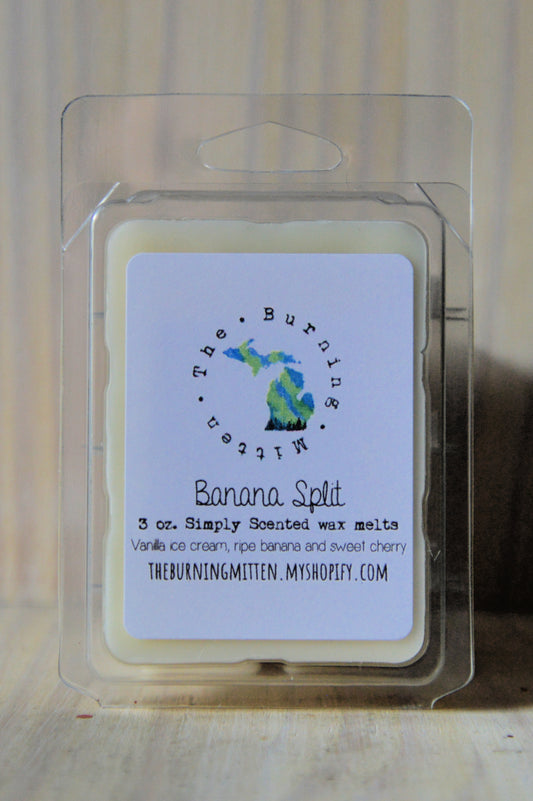 The • Burning • Mitten •
Banana Split
3 oz. Simply Scented wax melts
Vanilla ice cream, ripe banana and sweet cherry
THEBURNINGMITTEN.MYSHOPIFY.COM